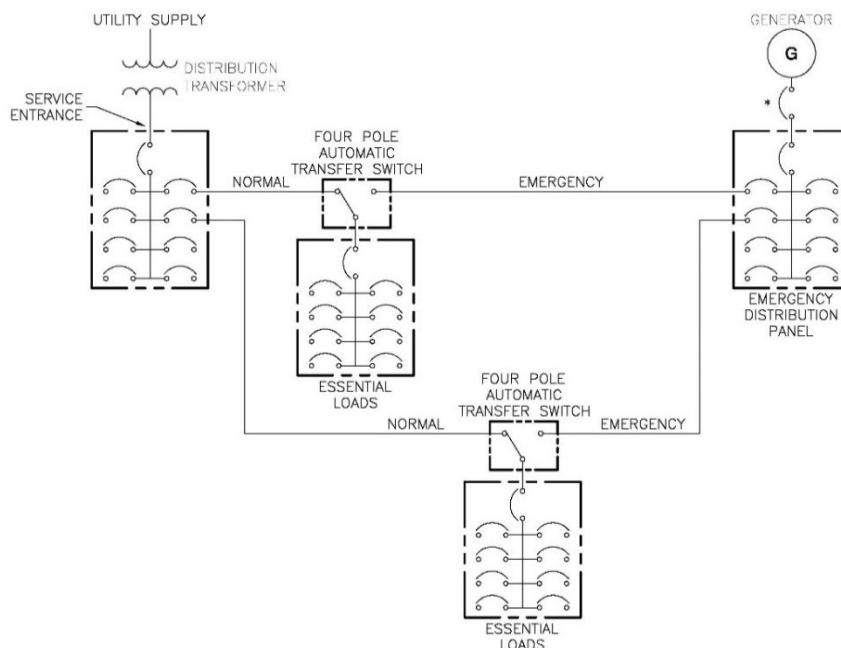 UTILITY SUPPLY
DISTRIBUTION
TRANSFORMER
SERVICE
ENTRANCE
GENERATOR
G
*
FOUR POLE
AUTOMATIC
TRANSFER SWITCH
NORMAL
EMERGENCY
EMERGENCY
DISTRIBUTION
PANEL
ESSENTIAL
LOADS
FOUR POLE
AUTOMATIC
TRANSFER SWITCH
NORMAL
EMERGENCY
ESSENTIAL
LOADS